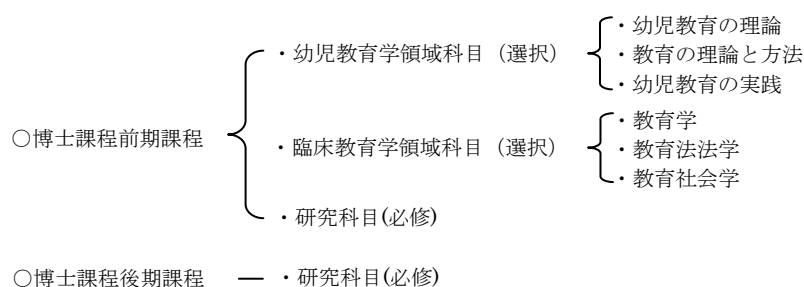 ・幼児教育の理論
・幼児教育学領域科目（選択）
・教育の理論と方法
・幼児教育の実践
○博士課程前期課程
・教育学
・臨床教育学領域科目（選択）
・教育法法学
・教育社会学
・研究科目(必修)
○博士課程後期課程 ― ・研究科目(必修)